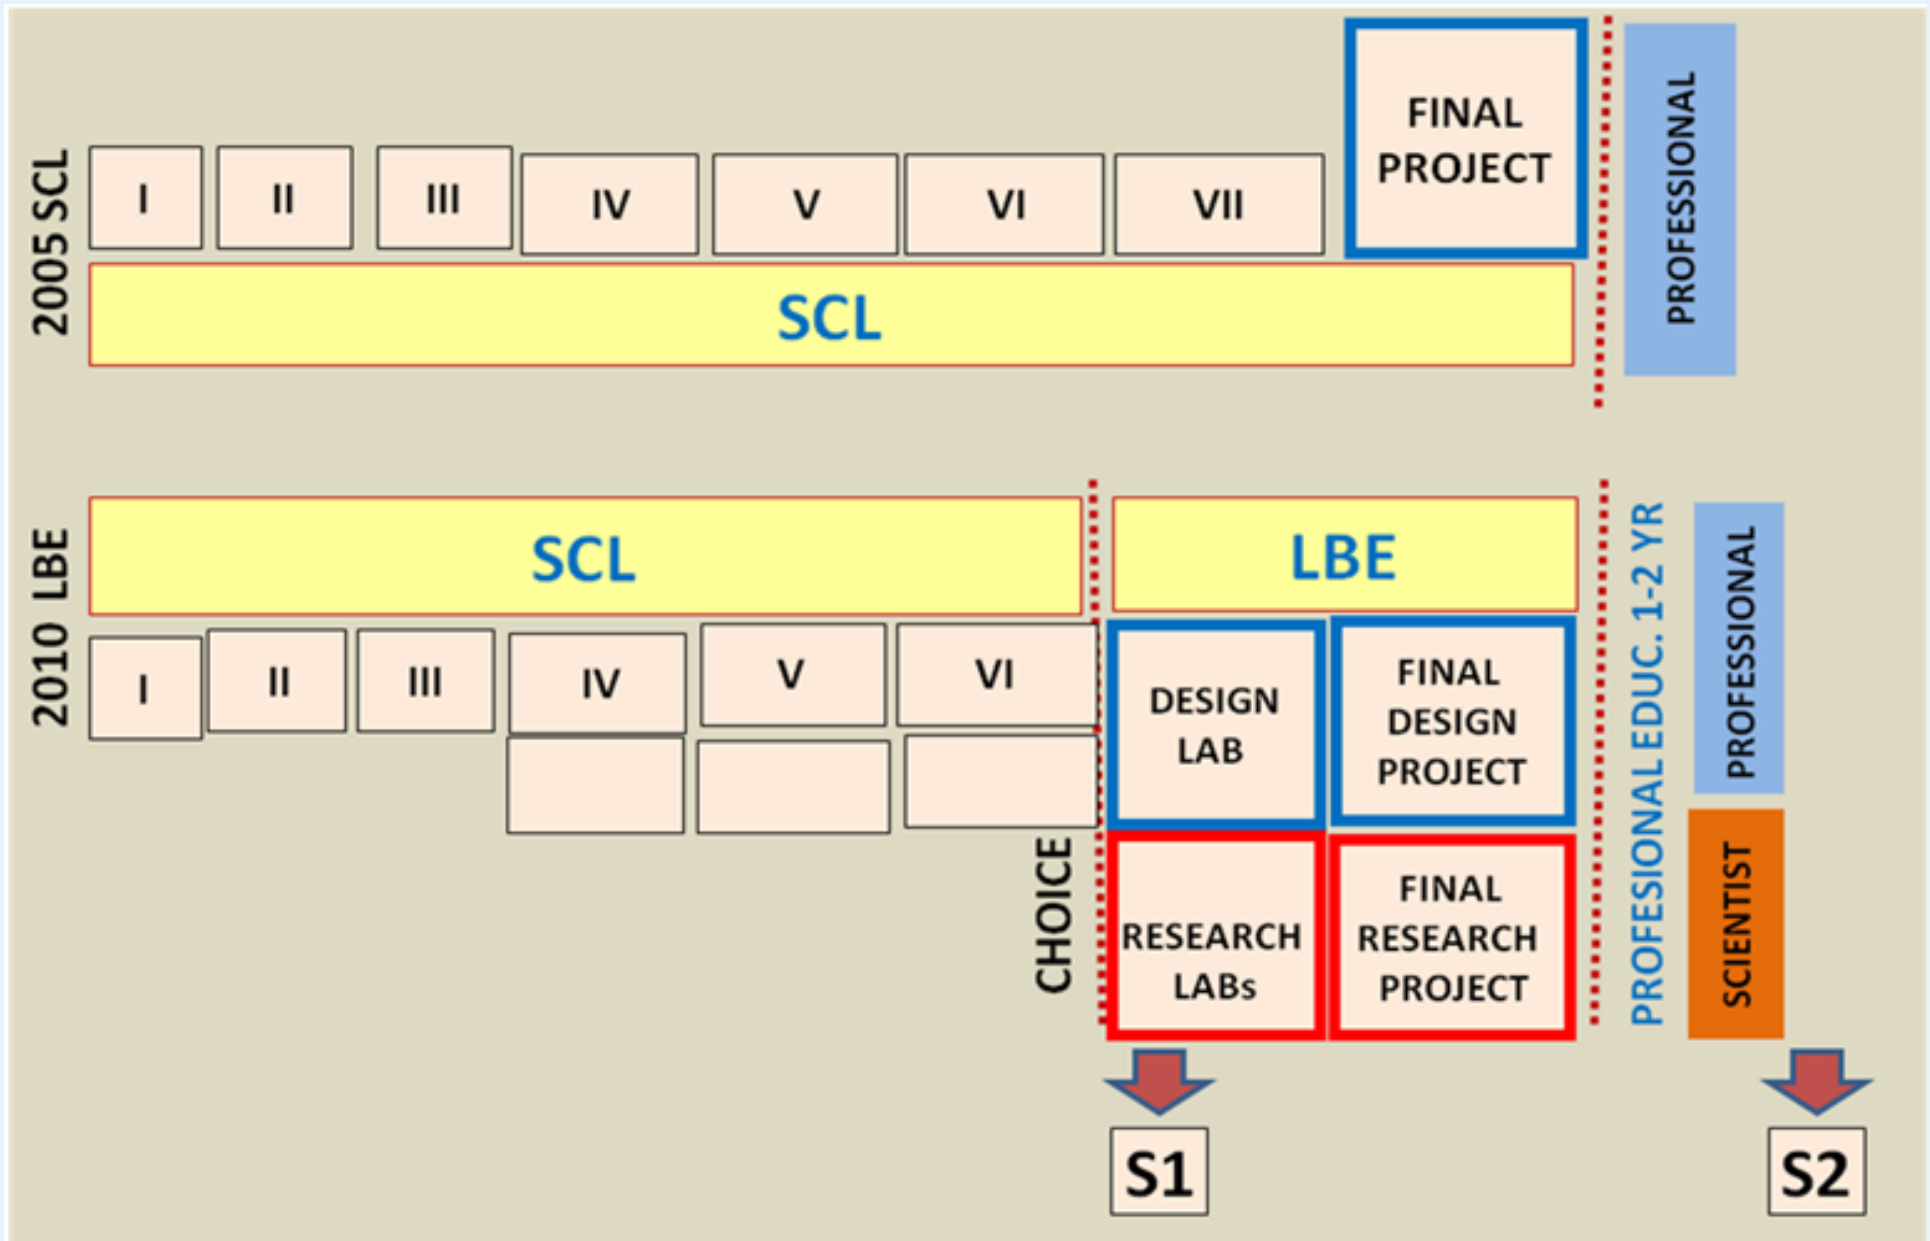 2005 SCL
I
II
III
IV
V
VI
VII
FINAL
PROJECT
PROFESSIONAL
SCL
2010 LBE
SCL
LBE
I
II
III
IV
V
VI
DESIGN
LAB
FINAL
DESIGN
PROJECT
CHOICE
RESEARCH
LABs
FINAL
RESEARCH
PROJECT
PROFESIONAL EDUC. 1-2 YR
PROFESSIONAL
SCIENTIST
S1
S2